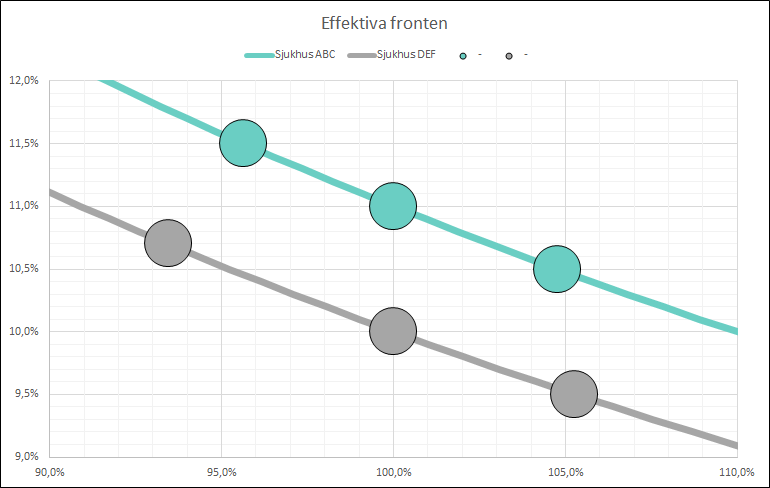 Effektiva fronten
Sjukhus ABC Sjukhus DEF - -
12,0%
11,5%
11,0%
10,5%
10,0%
9,5%
9,0%
90,0% 95,0% 100,0% 105,0% 110,0%